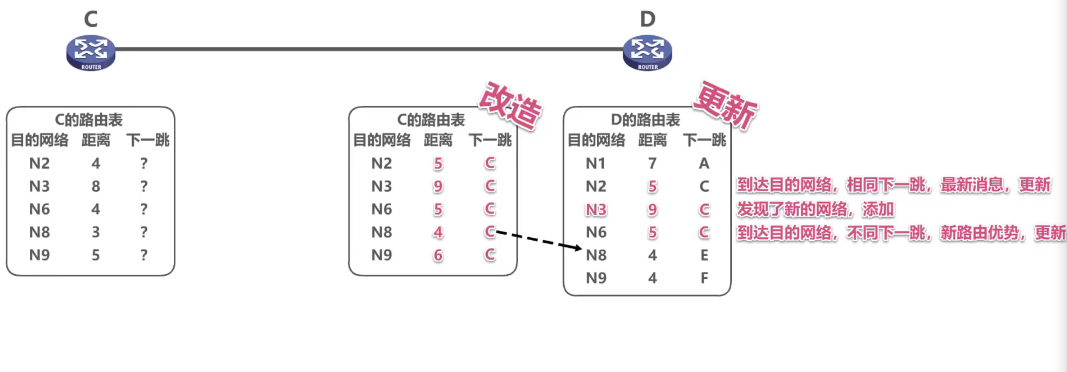 C
D
ROUTER
ROUTER
C的路由表
目的网络 距离 下一跳
N2 4 ?
N3 8 ?
N6 4 ?
N8 3 ?
N9 5 ?
改造
C的路由表
目的网络 距离 下一跳
N2 5 C
N3 9 C
N6 5 C
N8 4 C
N9 6 C
更新
D的路由表
目的网络 距离 下一跳
N1 7 A
N2 5 C
N3 9 C
N6 5 C
N8 4 E
N9 4 F
到达目的网络，相同下一跳，最新消息，更新
发现了新的网络，添加
到达目的网络，不同下一跳，新路由优势，更新